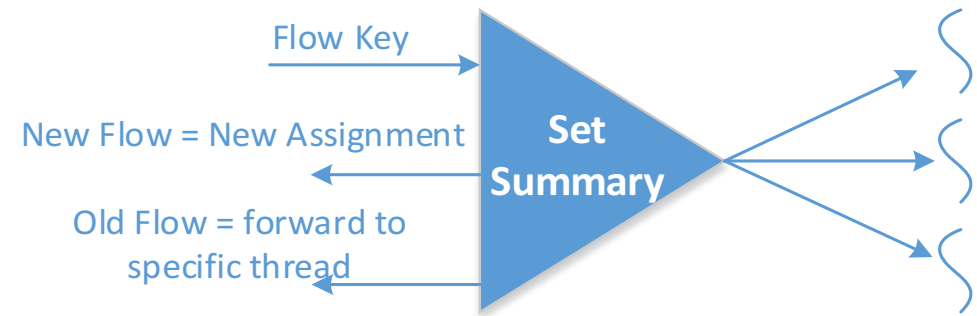 Flow Key
New Flow = New Assignment
Set
Summary
Old Flow = forward to
specific thread